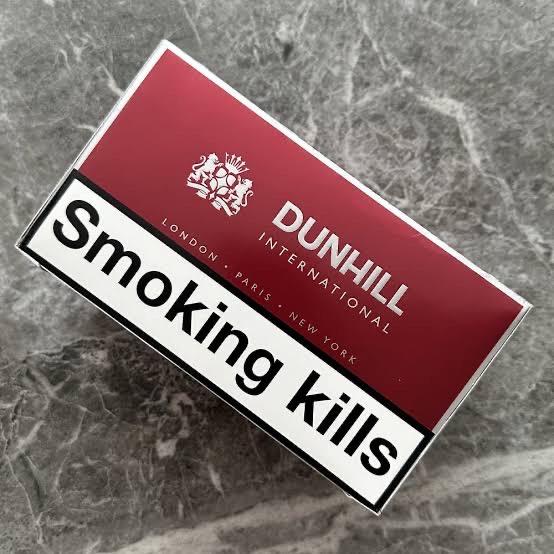 DUNHILL
INTERNATIONAL
LONDON • PARIS • NEW YORK
Smoking kills